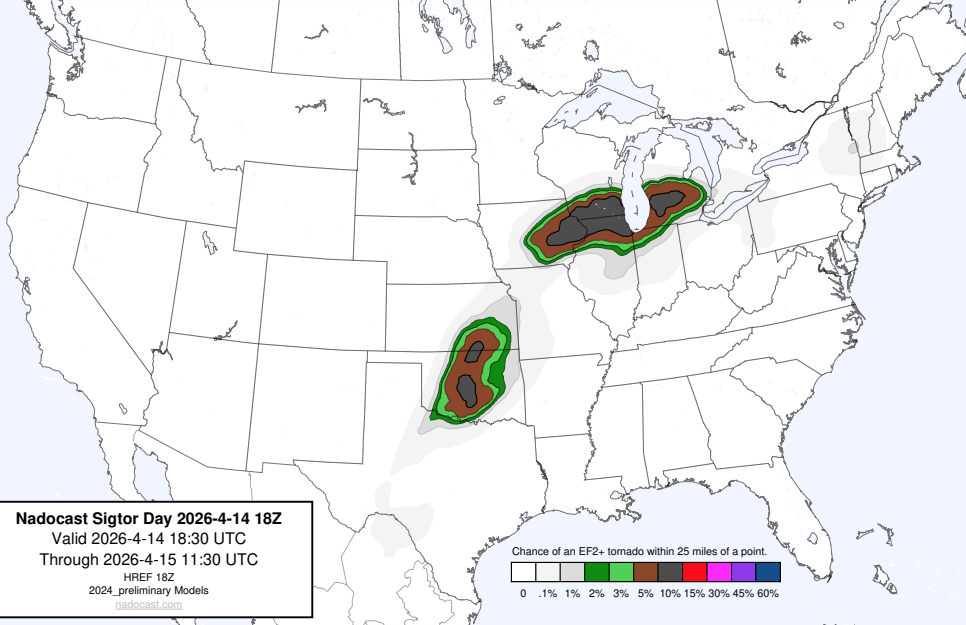 Nadocast Sigtor Day 2026-4-14 18Z
Valid 2026-4-14 18:30 UTC
Through 2026-4-15 11:30 UTC
HREF 18Z
2024_preliminary Models
nadocast.com
Chance of an EF2+ tornado within 25 miles of a point.
0 .1% 1% 2% 3% 5% 10% 15% 30% 45% 60%